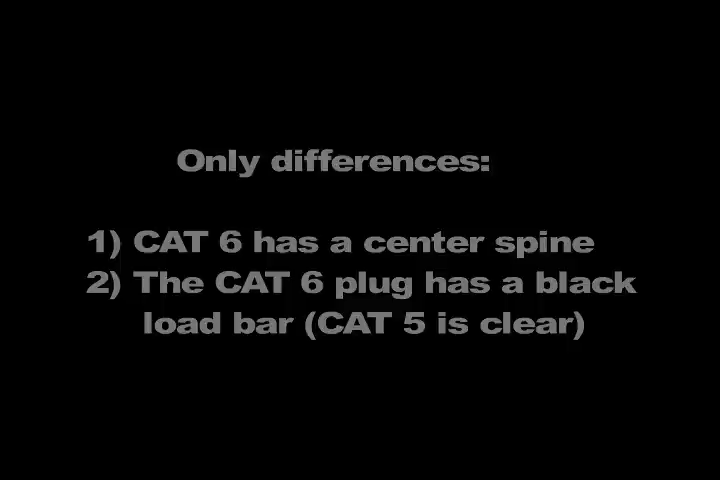 Only differences:
1) CAT 6 has a center spine
2) The CAT 6 plug has a black
load bar (CAT 5 is clear)